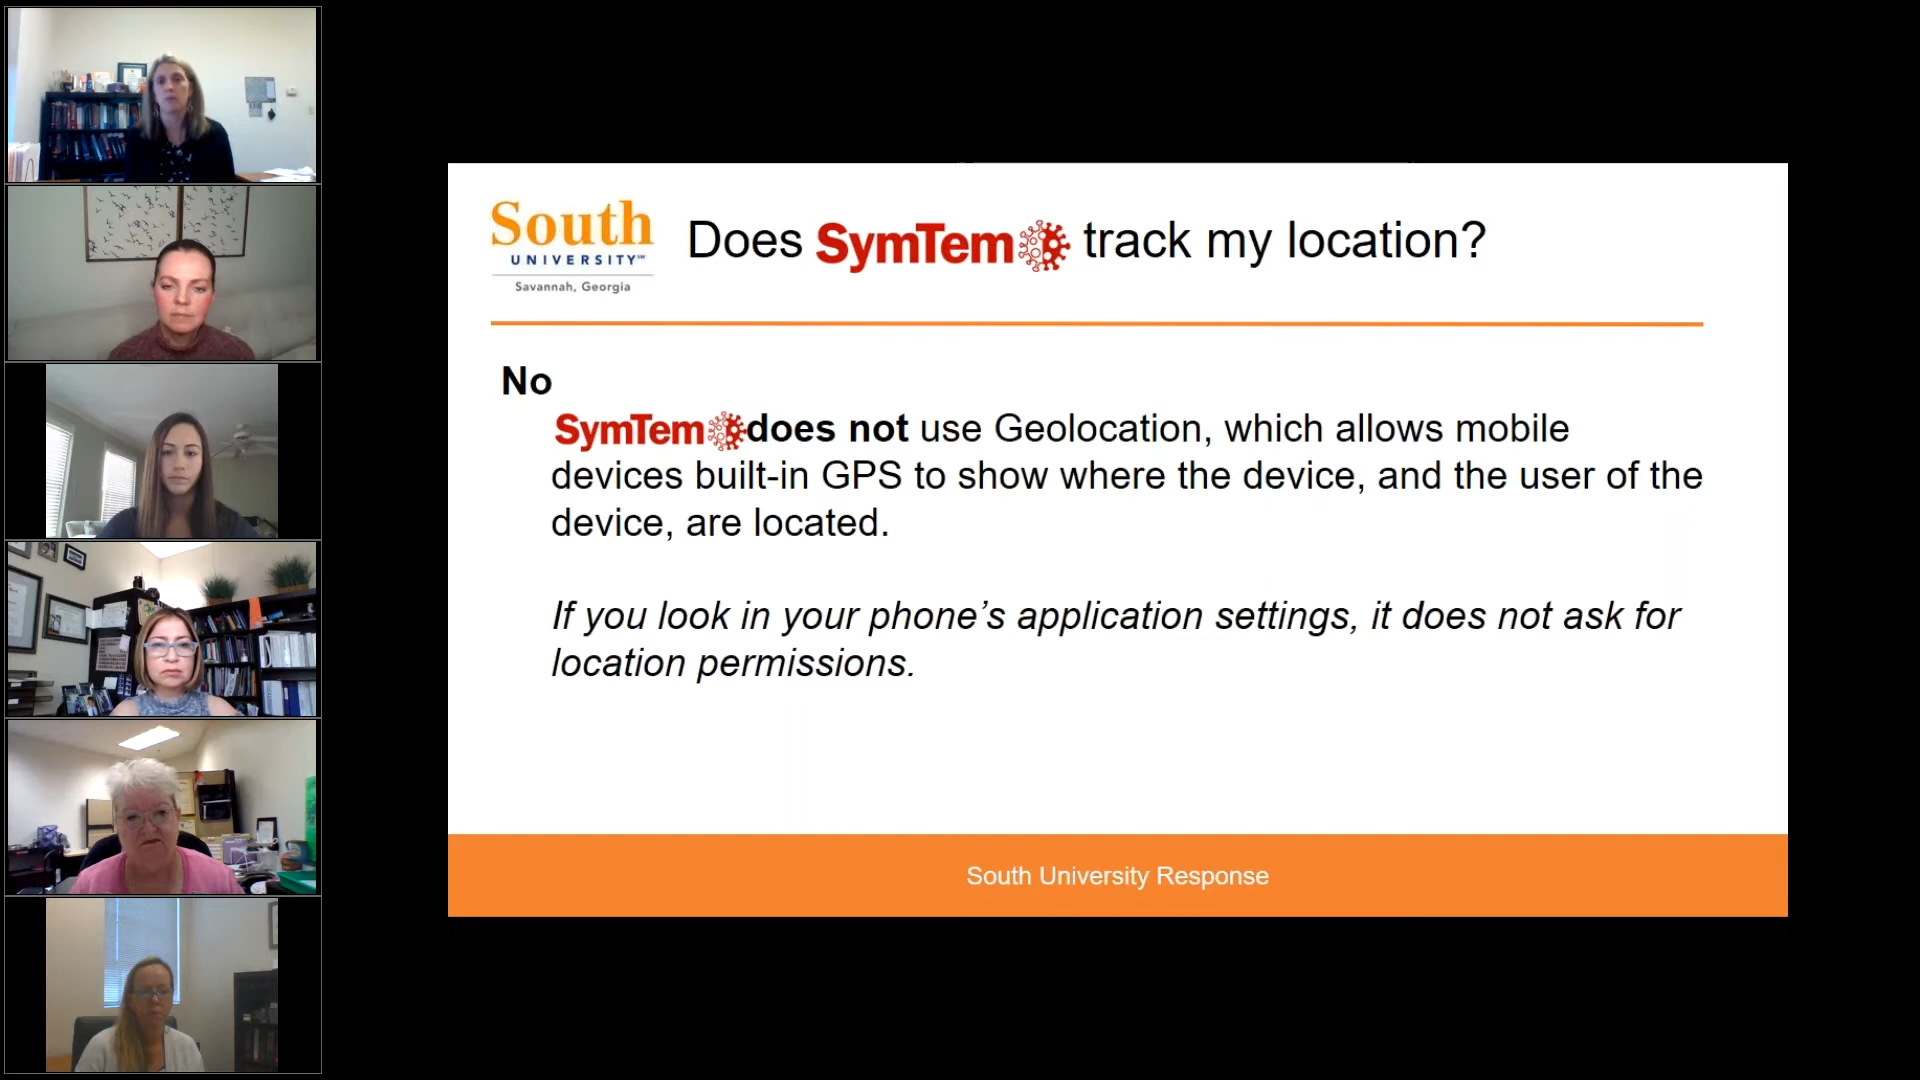 South
UNIVERSITY℠
Savannah, Georgia
Does SymTem track my location?
No
SymTem does not use Geolocation, which allows mobile
devices built-in GPS to show where the device, and the user of the
device, are located.
If you look in your phone’s application settings, it does not ask for
location permissions.
South University Response